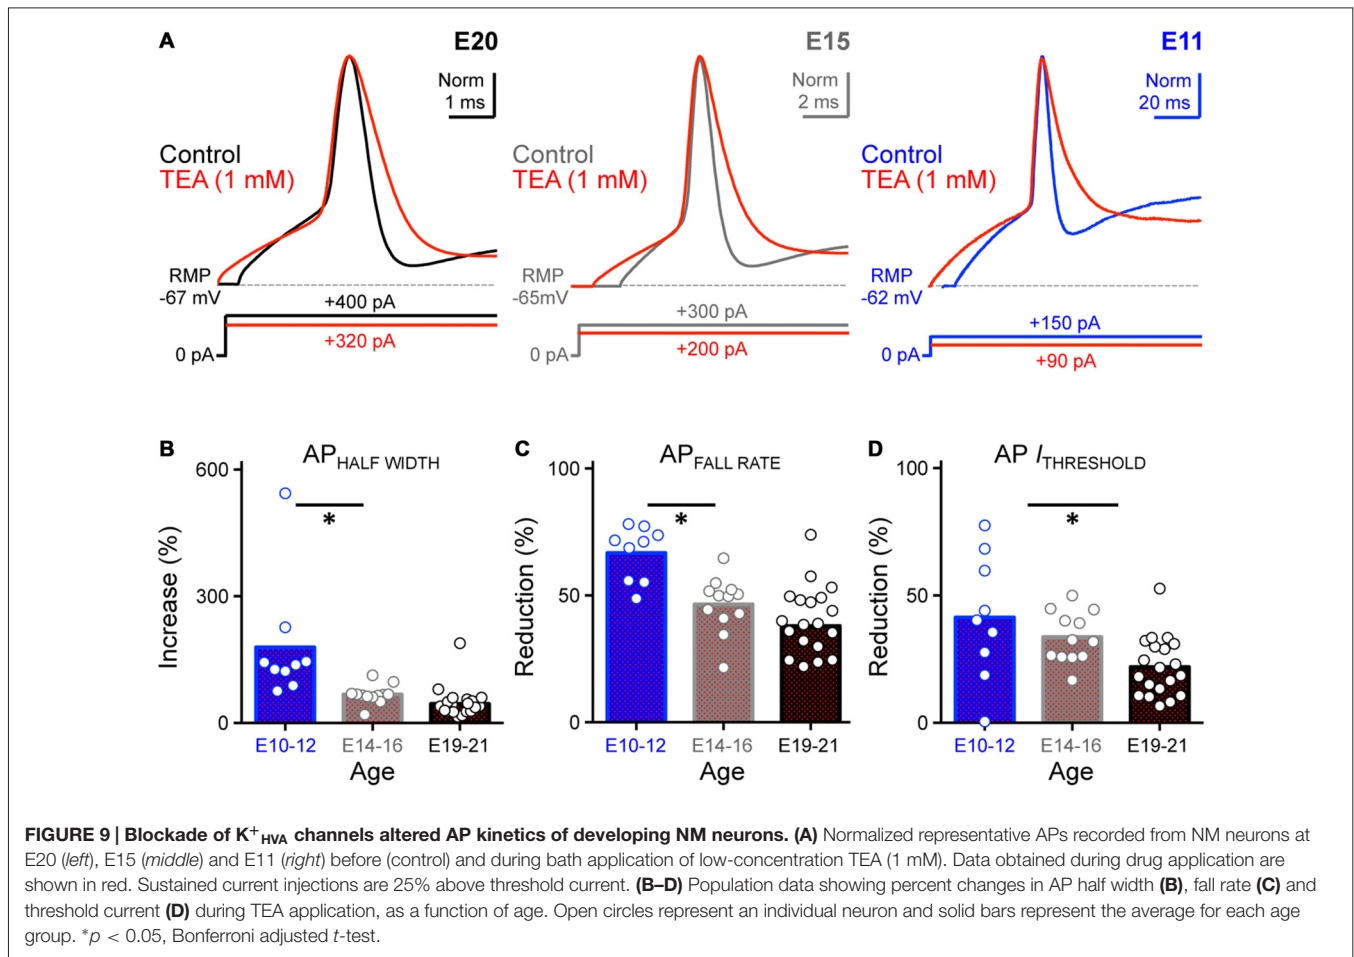 A
E20
Norm
1 ms
Control
TEA (1 mM)
RMP
-67 mV
+400 pA
+320 pA
0 pA
E15
Norm
2 ms
Control
TEA (1 mM)
RMP
-65mV
+300 pA
+200 pA
0 pA
E11
Norm
20 ms
Control
TEA (1 mM)
RMP
-62 mV
+150 pA
+90 pA
0 pA
B
AP HALF WIDTH
600
300
0
Increase (%)
*
E10-12
E14-16
E19-21
Age
C
AP FALL RATE
100
50
0
Reduction (%)
*
E10-12
E14-16
E19-21
Age
D
AP I THRESHOLD
100
50
0
Reduction (%)
*
E10-12
E14-16
E19-21
Age
FIGURE 9 | Blockade of K+HVA channels altered AP kinetics of developing NM neurons. (A) Normalized representative APs recorded from NM neurons at
E20 (left), E15 (middle) and E11 (right) before (control) and during bath application of low-concentration TEA (1 mM). Data obtained during drug application are
shown in red. Sustained current injections are 25% above threshold current. (B–D) Population data showing percent changes in AP half width (B), fall rate (C) and
threshold current (D) during TEA application, as a function of age. Open circles represent an individual neuron and solid bars represent the average for each age
group. *p < 0.05, Bonferroni adjusted t-test.